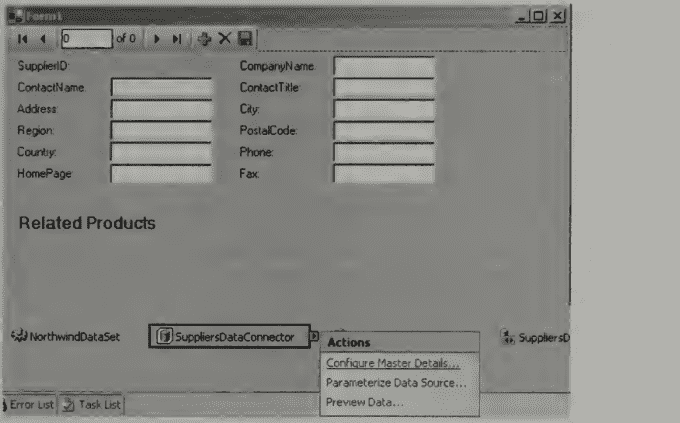 Form1
0 of 0
SupplierID: CompanyName:
ContactName: ContactTitle:
Address: City:
Region: PostalCode:
Country: Phone:
HomePage: Fax:
Related Products
NorthwindDataSet SuppliersDataConnector SuppliersD
Actions
Configure Master Details...
Parameterize Data Source...
Preview Data...
Error List Task List